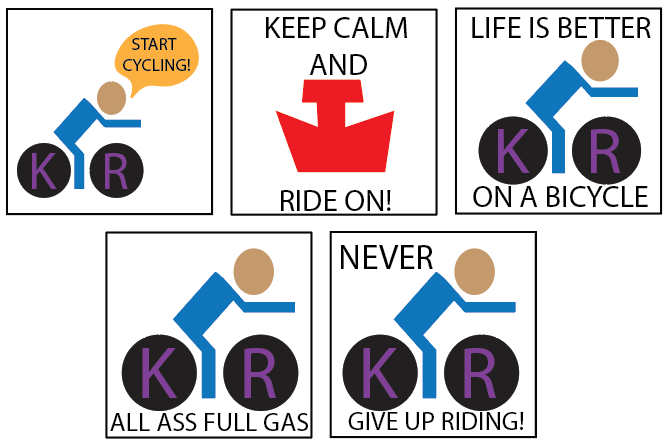 START
CYCLING!
K R
KEEP CALM
AND
RIDE ON!
LIFE IS BETTER
K R
ON A BICYCLE
K R
ALL ASS FULL GAS
NEVER
K R
GIVE UP RIDING!